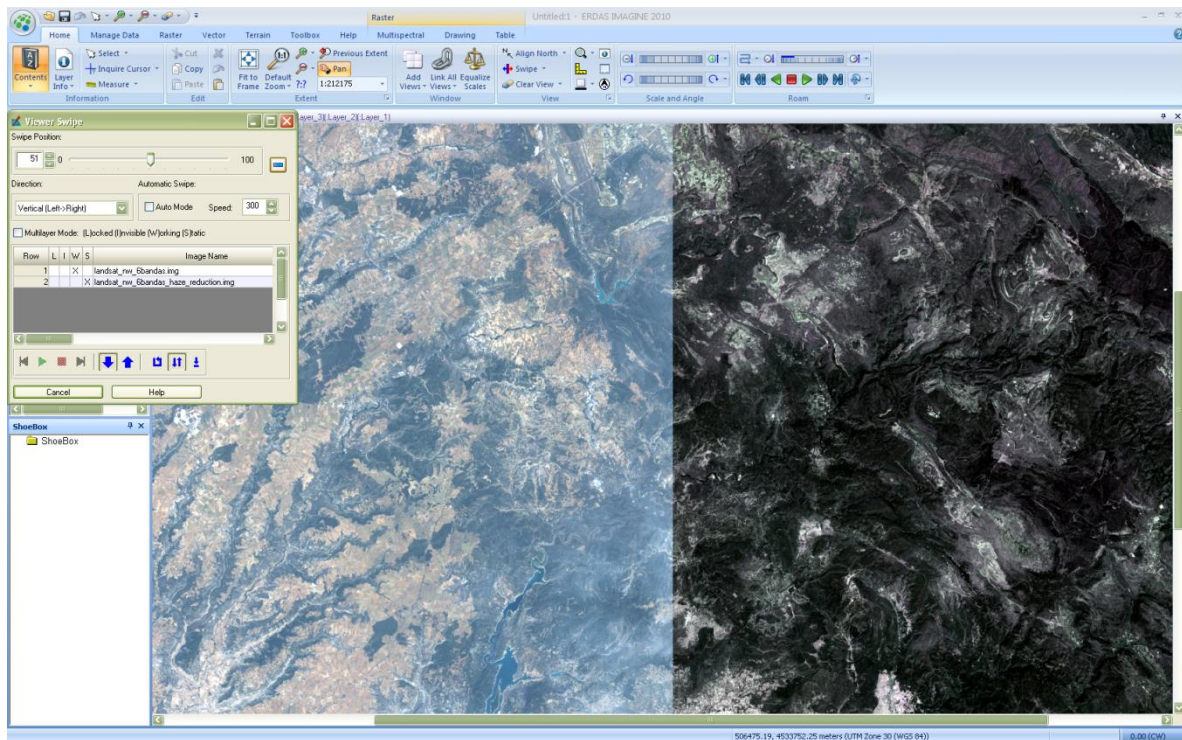 Raster
Untitled:1 - ERDAS IMAGINE 2010
Home Manage Data Raster Vector Terrain Toolbox Help Multispectral Drawing Table
Contents
Layer Info
Select
Inquire Cursor
Measure
Information
Cut
Copy
Paste
Edit
Fit to Frame
Default Zoom
Previous Extent
Pan
?:?
1:212175
Extent
Add Views
Link All Views
Equalize Scales
Window
Align North
Swipe
Clear View
View
Scale and Angle
Roam
Viewer Swipe
ayer_3)(:Layer_2)(:Layer_1)
Swipe Position:
51 0 100
Direction: Automatic Swipe:
Vertical (Left->Right) Auto Mode Speed: 300
Multilayer Mode: (L)ocked (I)nvisible (W)orking (S)tatic
Row L I W S Image Name
1 X landsat_nw_6bandas.img
2 X landsat_nw_6bandas_haze_reduction.img
Cancel Help
ShoeBox
ShoeBox
506475.19, 4533752.25 meters (UTM Zone 30 (WGS 84))
0.00 (CW)